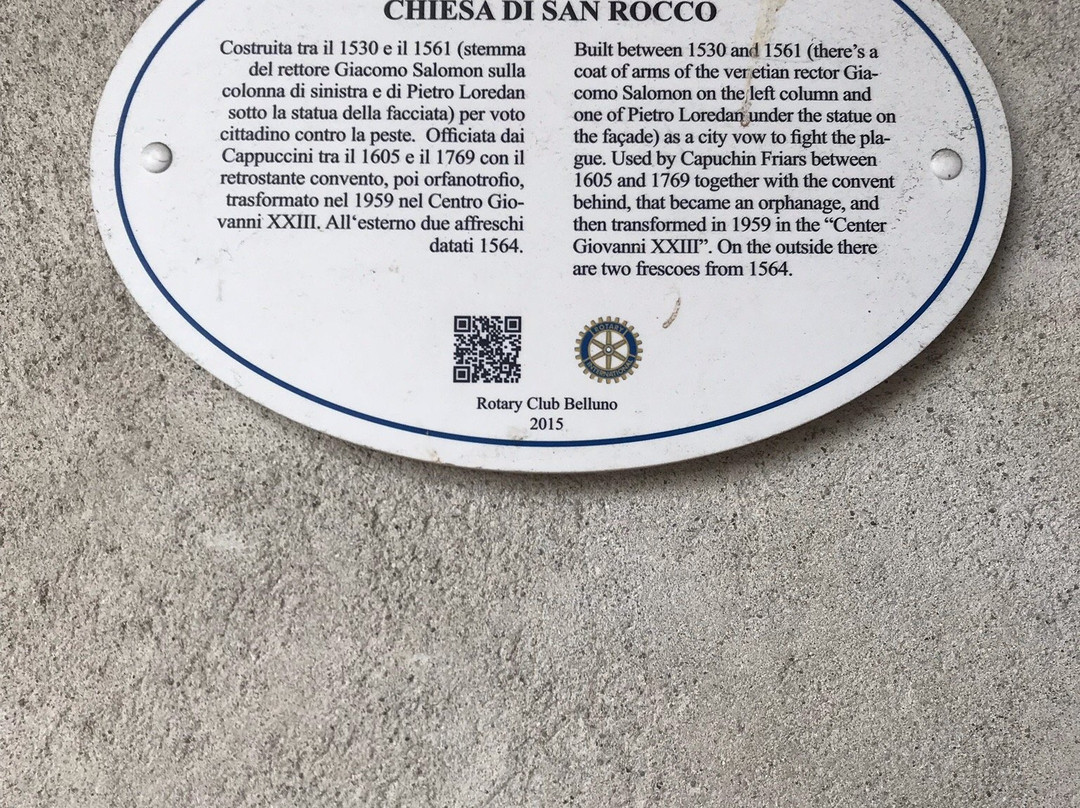 CHIESA DI SAN ROCCO
Costruita tra il 1530 e il 1561 (stemma
del rettore Giacomo Salomon sulla
colonna di sinistra e di Pietro Loredan
sotto la statua della facciata) per voto
cittadino contro la peste. Officiata dai
Cappuccini tra il 1605 e il 1769 con il
retrostante convento, poi orfanotrofio,
trasformato nel 1959 nel Centro Gio-
vanni XXIII. All‘esterno due affreschi
datati 1564.
Built between 1530 and 1561 (there’s a
coat of arms of the venetian rector Gia-
como Salomon on the left column and
one of Pietro Loredan under the statue on
the façade) as a city vow to fight the pla-
gue. Used by Capuchin Friars between
1605 and 1769 together with the convent
behind, that became an orphanage, and
then transformed in 1959 in the “Center
Giovanni XXIII”. On the outside there
are two frescoes from 1564.
ROTARY
INTERNATIONAL
Rotary Club Belluno
2015